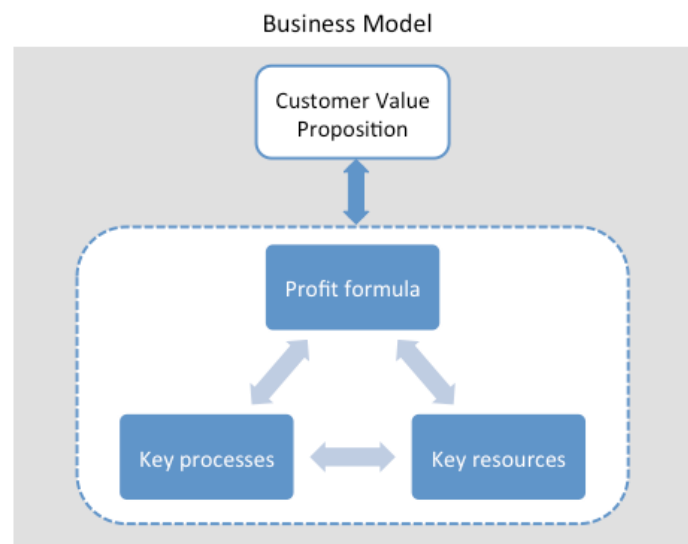 Business Model
Customer Value
Proposition
Profit formula
Key processes
Key resources